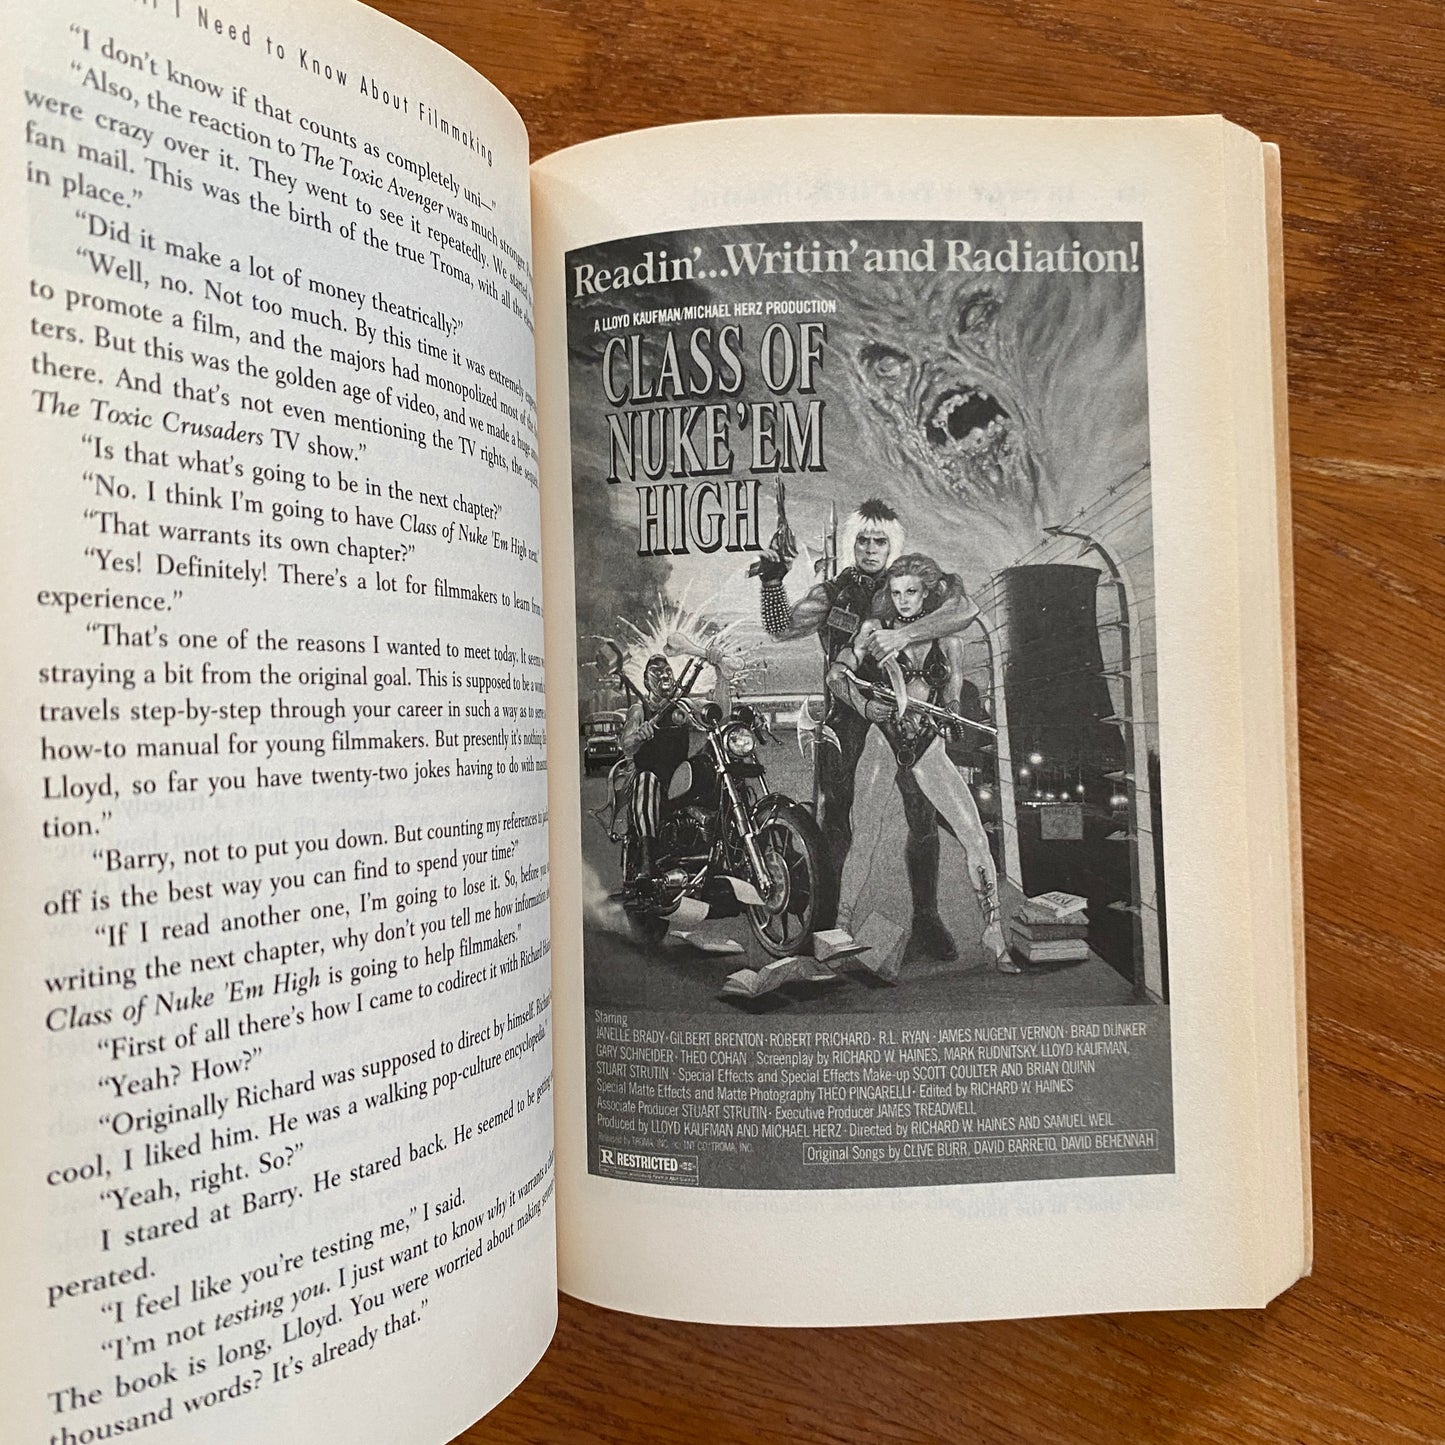 I Need to Know About Filmmaking
“I don’t know if that counts as completely uni—”
“Also, the reaction to The Toxic Avenger was much stronger.
were crazy over it. They went to see it repeatedly. We started
fan mail. This was the birth of the true Troma, with all the
in place.”
“Did it make a lot of money theatrically?”
“Well, no. Not too much. By this time it was extremely
to promote a film, and the majors had monopolized most of the
ters. But this was the golden age of video, and we made a huge
there. And that’s not even mentioning the TV rights, the
The Toxic Crusaders TV show.”
“Is that what’s going to be in the next chapter?”
“No. I think I’m going to have Class of Nuke ’Em High next.”
“That warrants its own chapter?”
“Yes! Definitely! There’s a lot for filmmakers to learn from
experience.”
“That’s one of the reasons I wanted to meet today. It seems
straying a bit from the original goal. This is supposed to be a
travels step-by-step through your career in such a way as to
how-to manual for young filmmakers. But presently it’s nothing
Lloyd, so far you have twenty-two jokes having to do with
tion.”
“Barry, not to put you down. But counting my references to
off is the best way you can find to spend your time?”
“If I read another one, I’m going to lose it. So, before you
writing the next chapter, why don’t you tell me how information
Class of Nuke ’Em High is going to help filmmakers.”
“First of all there’s how I came to codirect it with Richard
“Yeah? How?”
“Originally Richard was supposed to direct by himself.
cool, I liked him. He was a walking pop-culture encyclopedia.”
“Yeah, right. So?”
I stared at Barry. He stared back. He seemed to be getting
perated.
“I feel like you’re testing me,” I said.
“I’m not testing you. I just want to know why it warrants a
The book is long, Lloyd. You were worried about making
thousand words? It’s already that.”
Readin’...Writin’ and Radiation!
A LLOYD KAUFMAN/MICHAEL HERZ PRODUCTION
CLASS OF
NUKE ’EM
HIGH
Starring
JANELLE BRADY · GILBERT BRENTON · ROBERT PRICHARD · R.L. RYAN · JAMES NUGENT VERNON · BRAD DUNKER
GARY SCHNEIDER · THEO COHAN Screenplay by RICHARD W. HAINES, MARK RUDNITSKY, LLOYD KAUFMAN,
STUART STRUTIN · Special Effects and Special Effects Make-up SCOTT COULTER AND BRIAN QUINN
Special Matte Effects and Matte Photography THEO PINGARELLI · Edited by RICHARD W. HAINES
Associate Producer STUART STRUTIN · Executive Producer JAMES TREADWELL
Produced by LLOYD KAUFMAN AND MICHAEL HERZ · Directed by RICHARD W. HAINES AND SAMUEL WEIL
Original Songs by CLIVE BURR, DAVID BARRETO, DAVID BEHENNAH
R RESTRICTED